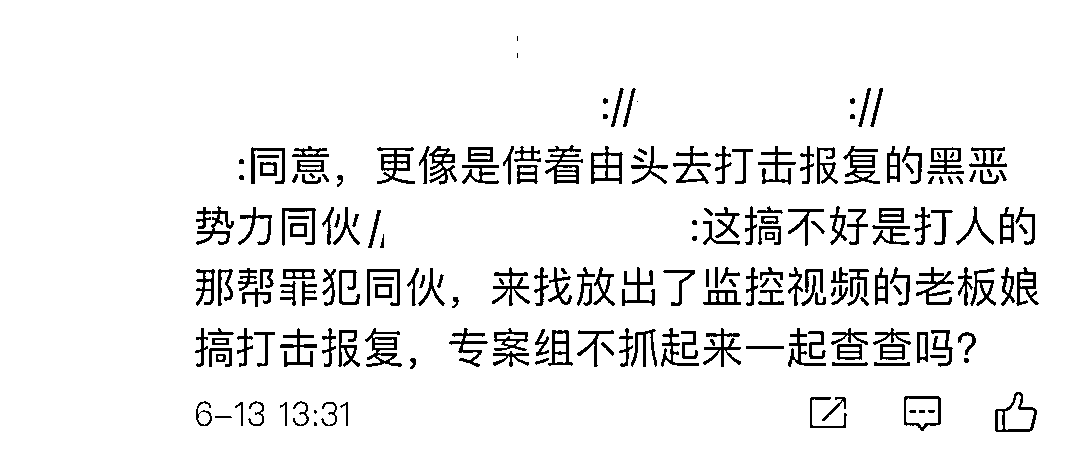 :// ://
:同意，更像是借着由头去打击报复的黑恶
势力同伙// :这搞不好是打人的
那帮罪犯同伙，来找放出了监控视频的老板娘
搞打击报复，专案组不抓起来一起查查吗？
6-13 13:31